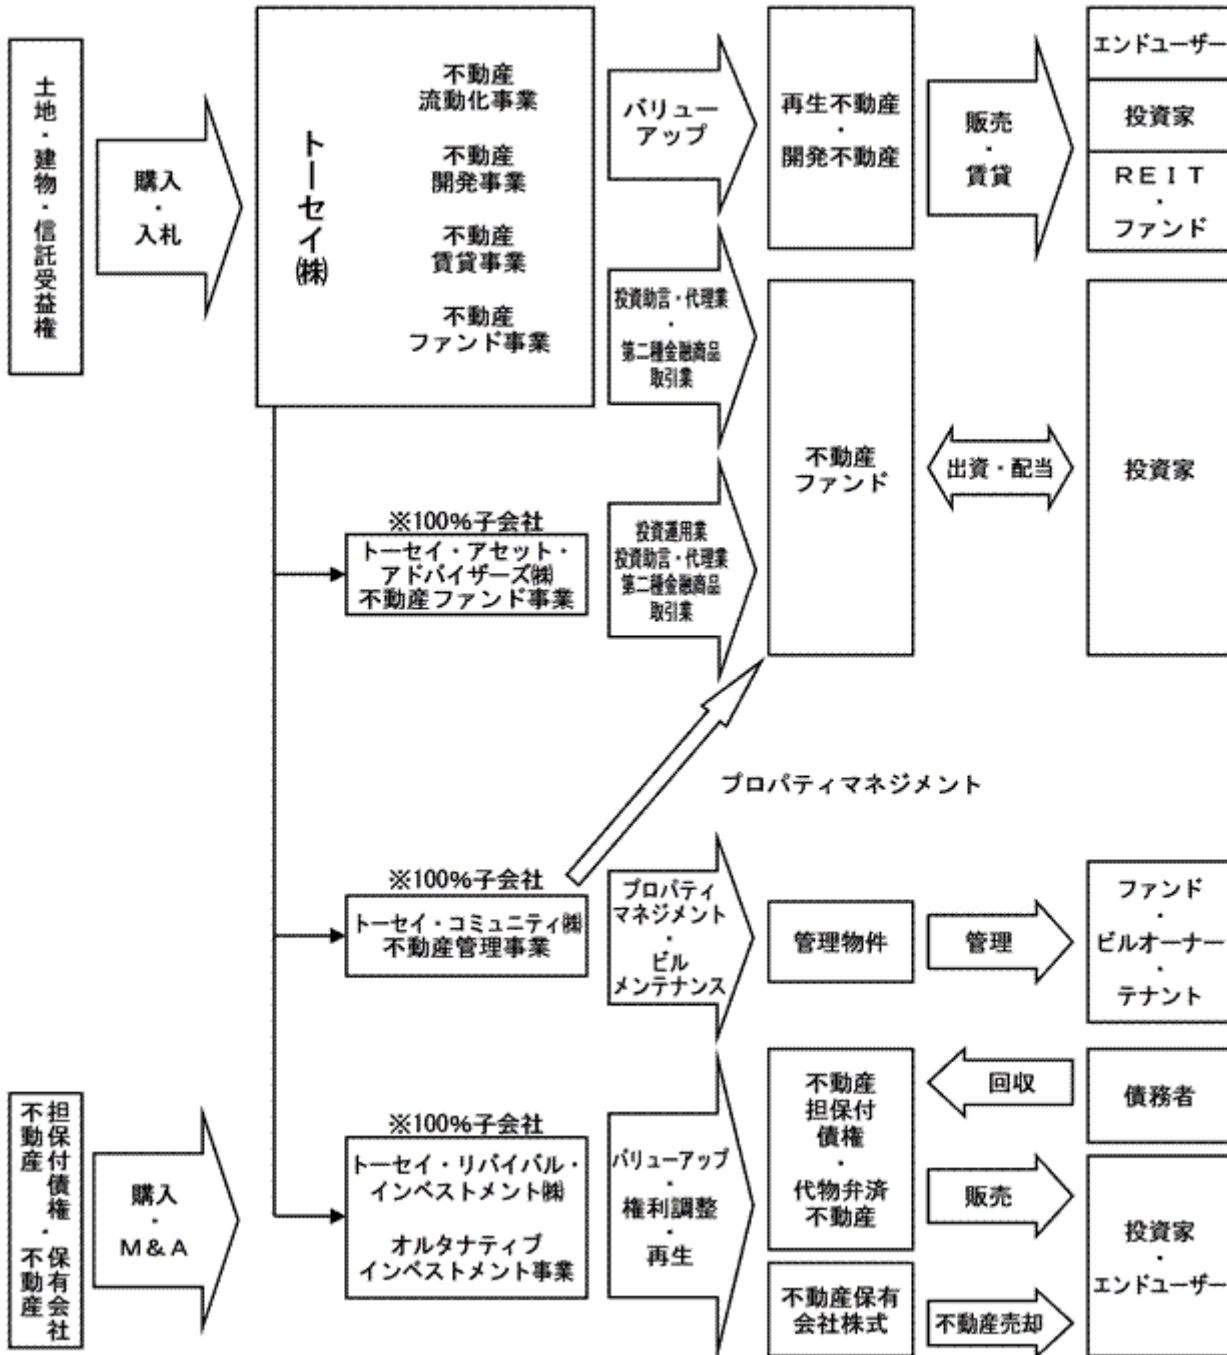 土地・建物・信託受益権
購入
・
入札
トーセイ㈱
不動産
流動化事業
不動産
開発事業
不動産
賃貸事業
不動産
ファンド事業
バリュー
アップ
再生不動産
・
開発不動産
販売
・
賃貸
エンドユーザー
投資家
REIT
・
ファンド
投資助言・代理業
・
第二種金融商品
取引業
不動産
ファンド
出資・配当
投資家
※100%子会社
トーセイ・アセット・
アドバイザーズ㈱
不動産ファンド事業
投資運用業
投資助言・代理業
第二種金融商品
取引業
プロパティマネジメント
※100%子会社
トーセイ・コミュニティ㈱
不動産管理事業
プロパティ
マネジメント
・
ビル
メンテナンス
管理物件
管理
ファンド
・
ビルオーナー
・
テナント
不動産
担保付債権・
不動産
保有会社
購入
・
M&A
※100%子会社
トーセイ・リバイバル・
インベストメント㈱
オルタナティブ
インベストメント事業
バリューアップ
・
権利調整
・
再生
不動産
担保付
債権
・
代物弁済
不動産
回収
債務者
販売
投資家
・
エンドユーザー
不動産保有
会社株式
不動産売却